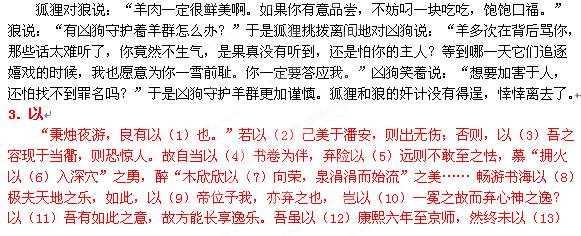 狐狸对狼说：“羊肉一定很鲜美啊。如果你有意品尝，不妨叼一块吃吃，饱饱口福。”
狼说：“有凶狗守护着羊群怎么办？”于是狐狸挑拨离间地对凶狗说：“羊多次在背后骂你，
那些话太难听了，你竟然不生气，是果真没有听到，还是怕你的主人？等到哪一天它们追逐
嬉戏的时候，我也愿意为你一雪前耻。你一定要答应我。”凶狗笑着说：“想要加害于人，
还怕找不到罪名吗？”于是凶狗守护羊群更加谨慎。狐狸和狼的奸计没有得逞，悻悻离去了。
3．以
“秉烛夜游，良有以（1）也。”若以（2）己美于潘安，则出无伤；否则，以（3）吾之
容现于当衢，则恐惊人。故自当以（4）书卷为伴，弃险以（5）远则不敢至之怯，慕“拥火
以（6）入深穴”之勇，醉“木欣欣以（7）向荣，泉涓涓而始流”之美…… 畅游书海以（8）
极夫天地之乐，如此，以（9）帝位予我，亦弃之也， 岂以（10）一冕之故而弃心神之逸？
以（11）吾有如此之意，故方能长享逸乐。吾虽以（12）康熙六年至京师，然终未以（13）